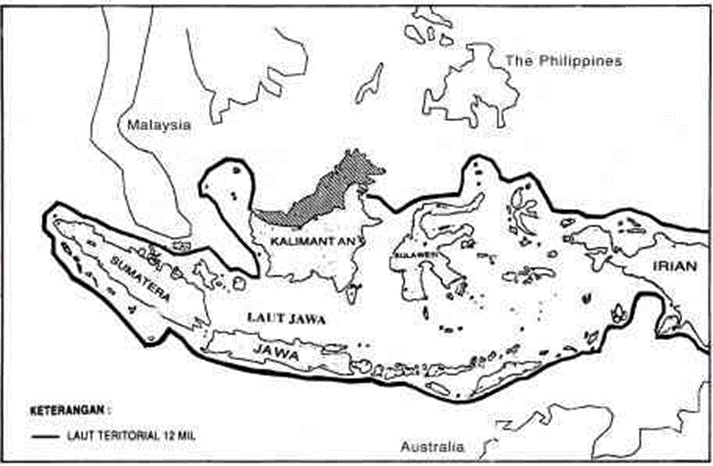 The Philippines
Malaysia
KALIMANTAN
SULAWESI
IRIAN
SUMATERA
LAUT JAWA
JAWA
KETERANGAN :
LAUT TERITORIAL 12 MIL
Australia